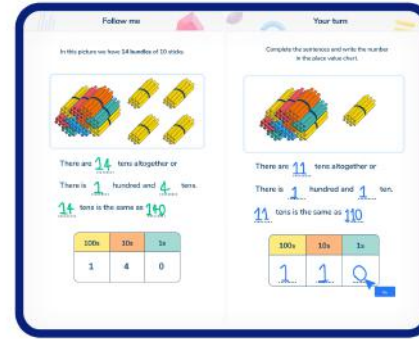 Follow me
In this picture we have 14 bundles of 10 sticks.
There are 14 tens altogether or
There is 1 hundred and 4 tens.
14 tens is the same as 140
100s 10s 1s
1 4 0
Your turn
Complete the sentences and write the number
in the place value chart.
There are 11 tens altogether or
There is 1 hundred and 1 ten.
11 tens is the same as 110
100s 10s 1s
1 1 0